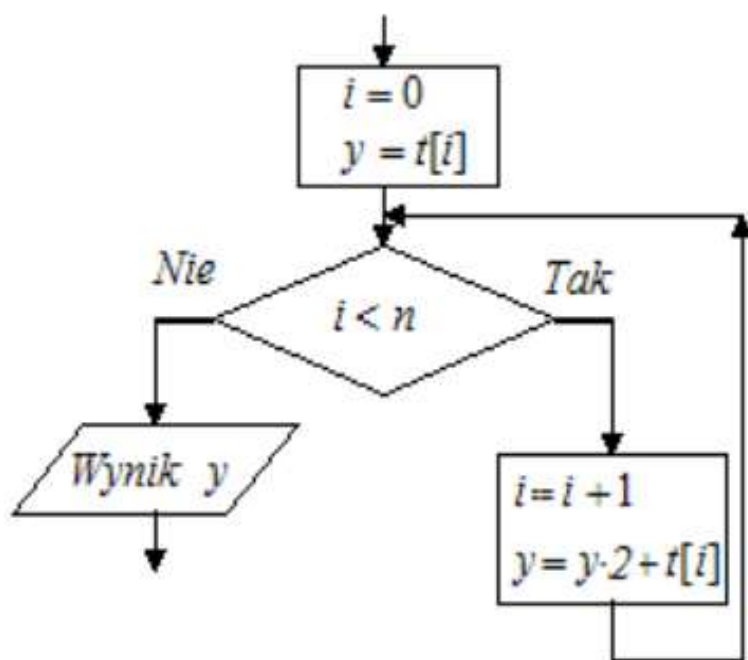 i = 0
y = t[i]
Nie
Tak
i < n
Wynik y
i = i + 1
y = y·2 + t[i]